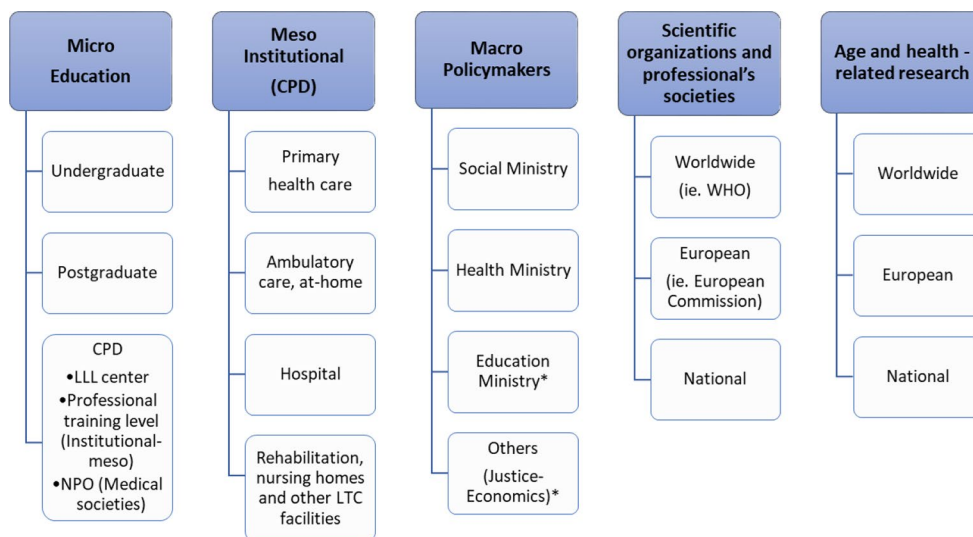 Micro
Education
Undergraduate
Postgraduate
CPD
•LLL center
•Professional
training level
(Institutional-
meso)
•NPO (Medical
societies)
Meso
Institutional
(CPD)
Primary
health care
Ambulatory
care, at-home
Hospital
Rehabilitation,
nursing homes
and other LTC
facilities
Macro
Policymakers
Social Ministry
Health Ministry
Education
Ministry*
Others
(Justice-
Economics)*
Scientific
organizations and
professional’s
societies
Worldwide
(ie. WHO)
European
(ie. European
Commission)
National
Age and health -
related research
Worldwide
European
National